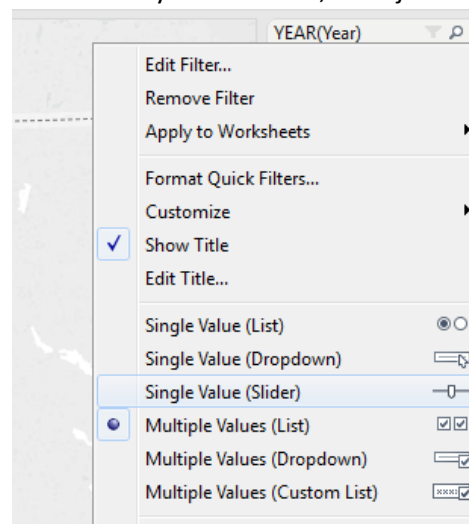 YEAR(Year)
Edit Filter...
Remove Filter
Apply to Worksheets
Format Quick Filters...
Customize
Show Title
Edit Title...
Single Value (List)
Single Value (Dropdown)
Single Value (Slider)
Multiple Values (List)
Multiple Values (Dropdown)
Multiple Values (Custom List)